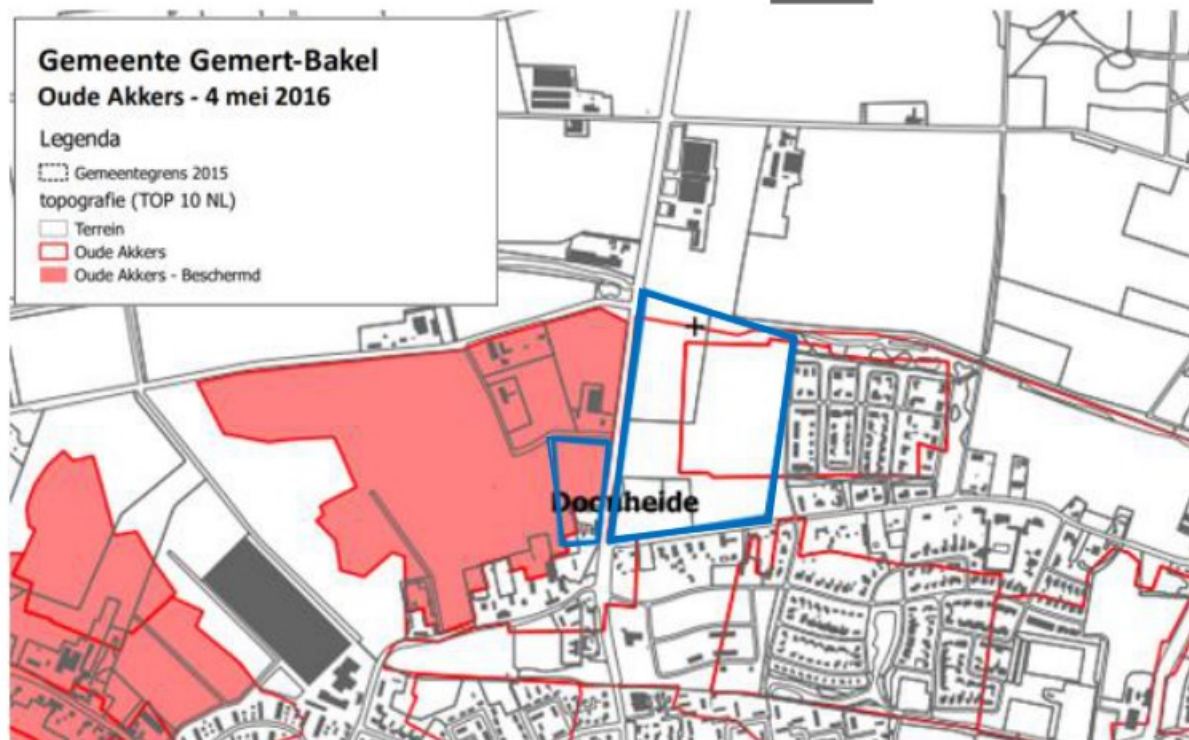 Gemeente Gemert-Bakel
Oude Akkers - 4 mei 2016
Legenda
Gemeentegrens 2015
topografie (TOP 10 NL)
Terrein
Oude Akkers
Oude Akkers - Beschermd
Doornheide